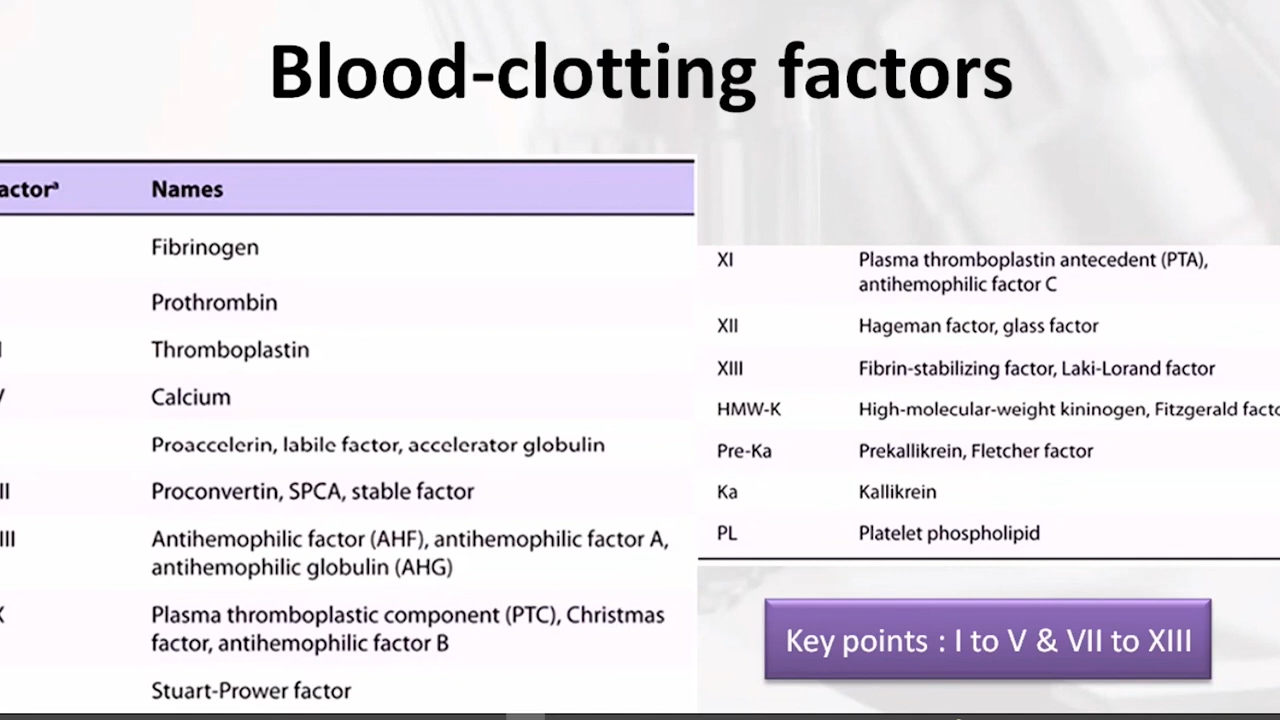 Blood-clotting factors
actorª Names
Fibrinogen
Prothrombin
I Thromboplastin
V Calcium
Proaccelerin, labile factor, accelerator globulin
II Proconvertin, SPCA, stable factor
III Antihemophilic factor (AHF), antihemophilic factor A,
antihemophilic globulin (AHG)
X Plasma thromboplastic component (PTC), Christmas
factor, antihemophilic factor B
Stuart-Prower factor
XI Plasma thromboplastin antecedent (PTA),
antihemophilic factor C
XII Hageman factor, glass factor
XIII Fibrin-stabilizing factor, Laki-Lorand factor
HMW-K High-molecular-weight kininogen, Fitzgerald facto
Pre-Ka Prekallikrein, Fletcher factor
Ka Kallikrein
PL Platelet phospholipid
Key points : I to V & VII to XIII